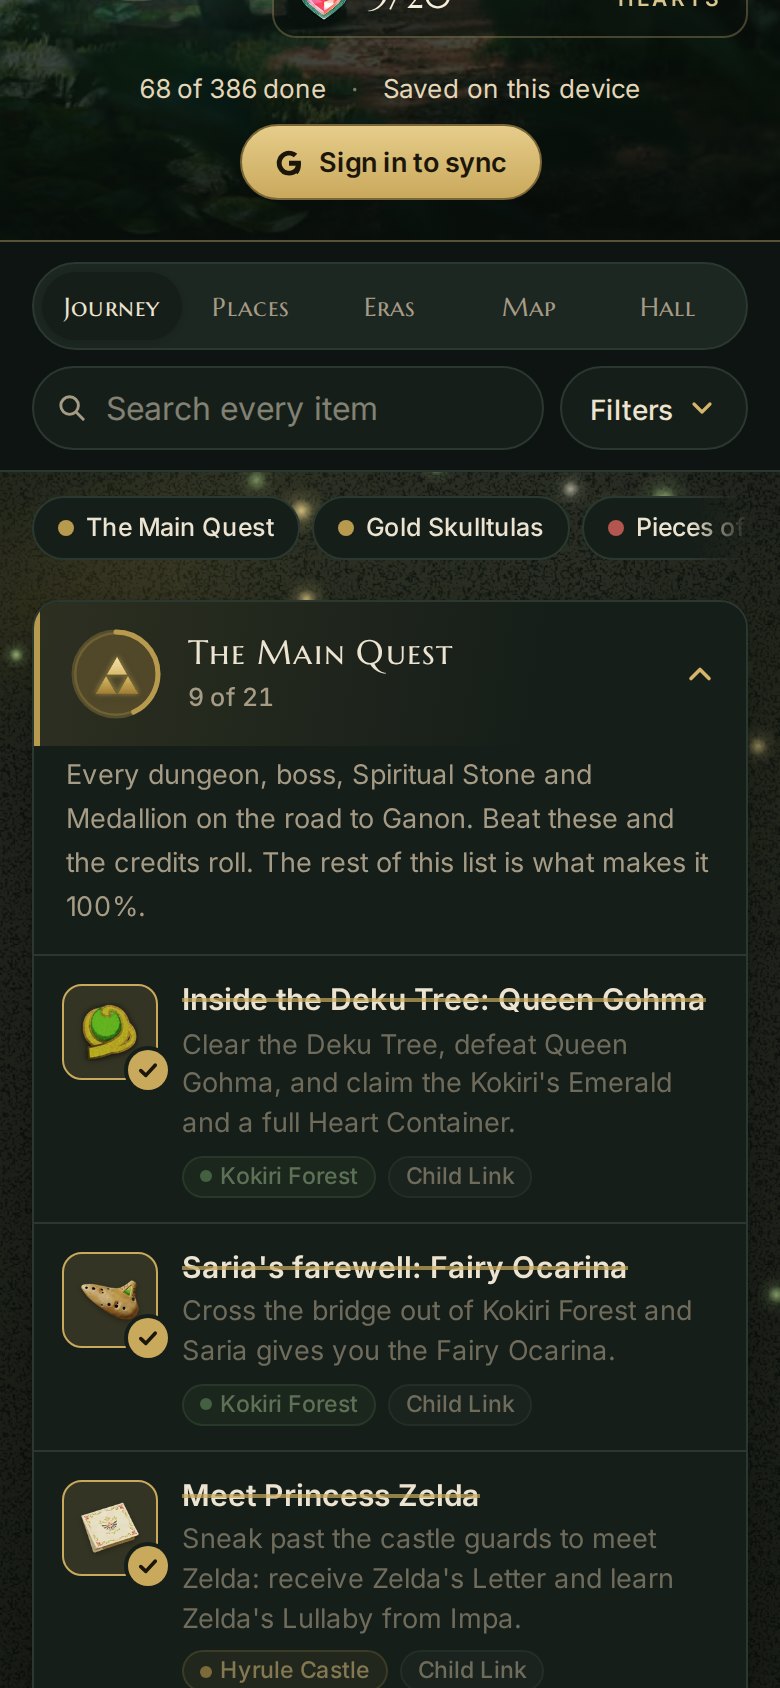 9/20 HEARTS
68 of 386 done · Saved on this device
G Sign in to sync
Journey Places Eras Map Hall
Search every item Filters
The Main Quest Gold Skulltulas Pieces of
The Main Quest
9 of 21
Every dungeon, boss, Spiritual Stone and
Medallion on the road to Ganon. Beat these and
the credits roll. The rest of this list is what makes it
100%.
Inside the Deku Tree: Queen Gohma
Clear the Deku Tree, defeat Queen
Gohma, and claim the Kokiri's Emerald
and a full Heart Container.
Kokiri Forest Child Link
Saria's farewell: Fairy Ocarina
Cross the bridge out of Kokiri Forest and
Saria gives you the Fairy Ocarina.
Kokiri Forest Child Link
Meet Princess Zelda
Sneak past the castle guards to meet
Zelda: receive Zelda's Letter and learn
Zelda's Lullaby from Impa.
Hyrule Castle Child Link